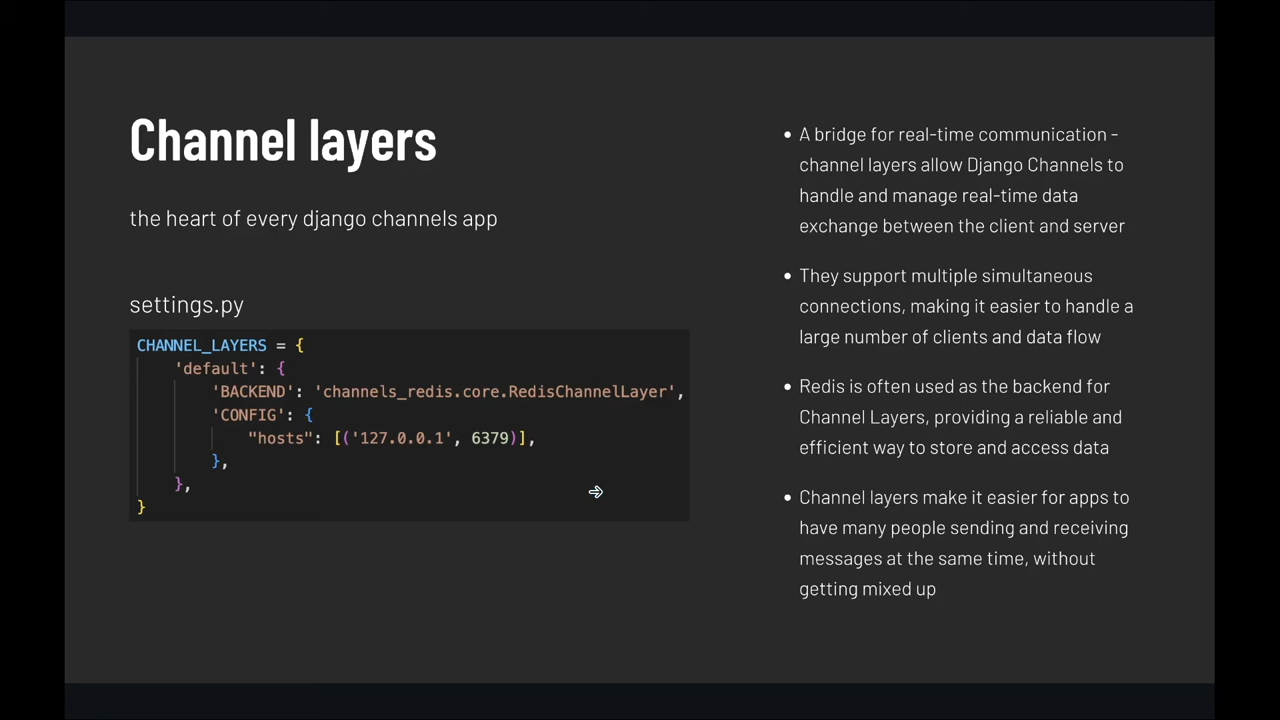 Channel layers
the heart of every django channels app
settings.py
CHANNEL_LAYERS = {
    'default': {
        'BACKEND': 'channels_redis.core.RedisChannelLayer',
        'CONFIG': {
            "hosts": [('127.0.0.1', 6379)],
        },
    },
}
• A bridge for real-time communication -
channel layers allow Django Channels to
handle and manage real-time data
exchange between the client and server
• They support multiple simultaneous
connections, making it easier to handle a
large number of clients and data flow
• Redis is often used as the backend for
Channel Layers, providing a reliable and
efficient way to store and access data
• Channel layers make it easier for apps to
have many people sending and receiving
messages at the same time, without
getting mixed up